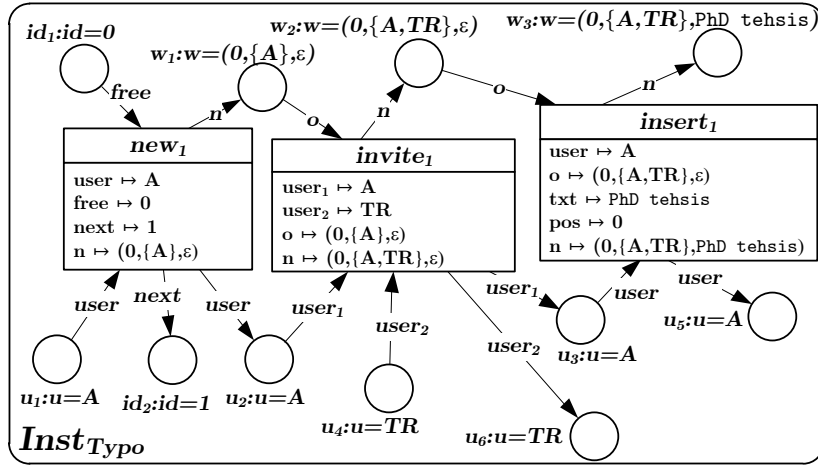 id₁:id=0
w₁:w=(0,{A},ε)
w₂:w=(0,{A,TR},ε)
w₃:w=(0,{A,TR},PhD tehsis)
free
n
o
n
o
n
new₁
user ↦ A
free ↦ 0
next ↦ 1
n ↦ (0,{A},ε)
invite₁
user₁ ↦ A
user₂ ↦ TR
o ↦ (0,{A},ε)
n ↦ (0,{A,TR},ε)
insert₁
user ↦ A
o ↦ (0,{A,TR},ε)
txt ↦ PhD tehsis
pos ↦ 0
n ↦ (0,{A,TR},PhD tehsis)
user
next
user
user₁
user₂
user₁
user₂
user
user
u₁:u=A
id₂:id=1
u₂:u=A
u₄:u=TR
u₃:u=A
u₅:u=A
u₆:u=TR
Inst_Typo